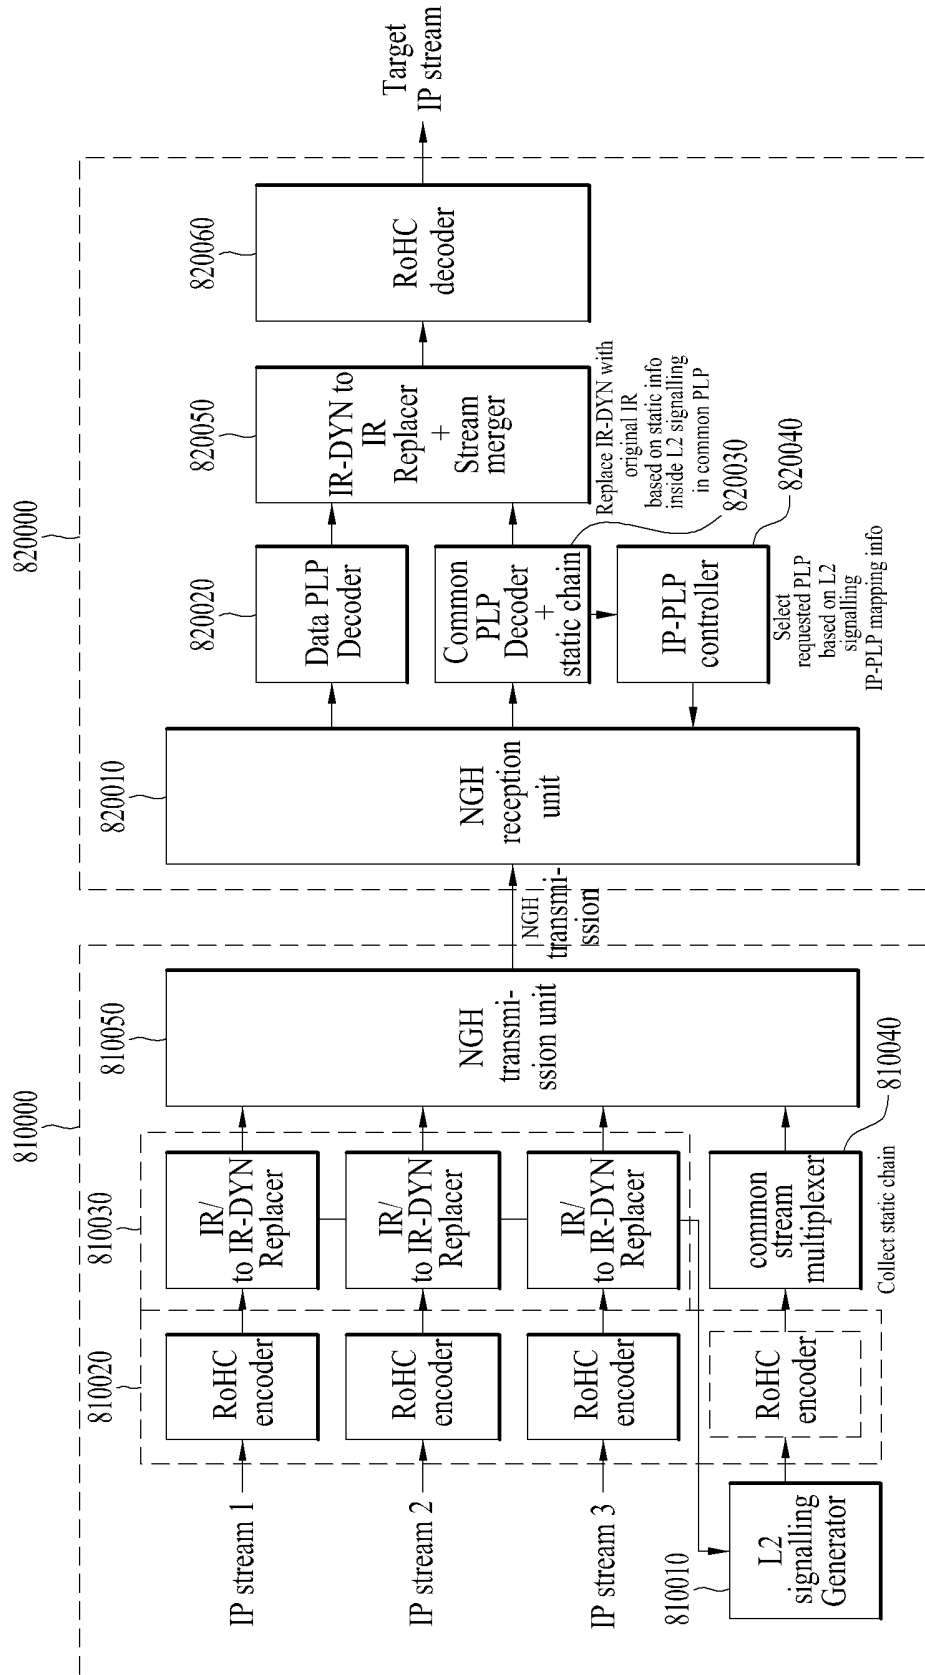 810000
810020
810030
810050
IP stream 1
RoHC
encoder
IR/
to IR-DYN
Replacer
IP stream 2
RoHC
encoder
IR/
to IR-DYN
Replacer
IP stream 3
RoHC
encoder
IR/
to IR-DYN
Replacer
NGH
transmi-
ssion unit
810010
L2
signalling
Generator
RoHC
encoder
common
stream
multiplexer
810040
Collect static chain
NGH
transmi-
ssion
820000
820010
NGH
reception
unit
820020
Data PLP
Decoder
Common
PLP
Decoder
+
static chain
820030
IP-PLP
controller
820040
Select
requested PLP
based on L2
signalling
IP-PLP mapping info
820050
IR-DYN to
IR
Replacer
+
Stream
merger
Replace IR-DYN with
original IR
based on static info
inside L2 signalling
in common PLP
820060
RoHC
decoder
Target
IP stream